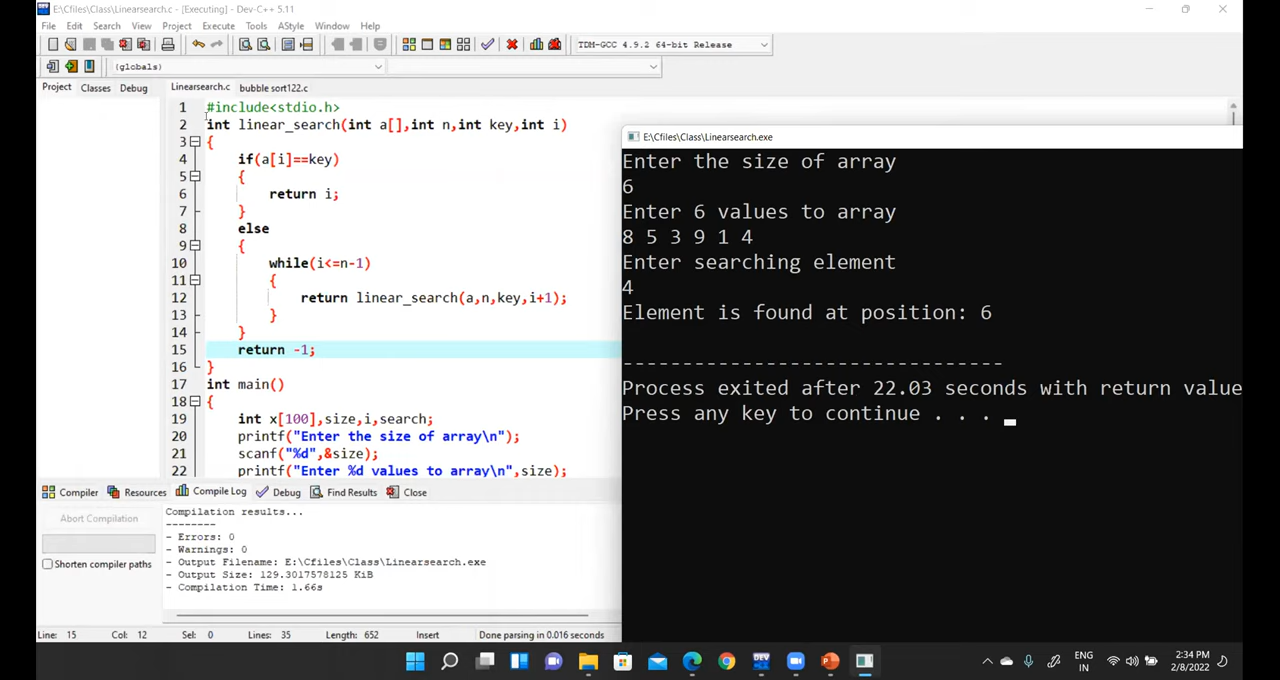 E:\Cfiles\Class\Linearsearch.c - [Executing] - Dev-C++ 5.11
File Edit Search View Project Execute Tools AStyle Window Help
TDM-GCC 4.9.2 64-bit Release
(globals)
Project Classes Debug
Linearsearch.c bubble sort122.c
1 #include<stdio.h>
2 int linear_search(int a[],int n,int key,int i)
3 {
4 if(a[i]==key)
5 {
6 return i;
7 }
8 else
9 {
10 while(i<=n-1)
11 {
12 return linear_search(a,n,key,i+1);
13 }
14 }
15 return -1;
16 }
17 int main()
18 {
19 int x[100],size,i,search;
20 printf("Enter the size of array\n");
21 scanf("%d",&size);
22 printf("Enter %d values to array\n",size);
E:\Cfiles\Class\Linearsearch.exe
Enter the size of array
6
Enter 6 values to array
8 5 3 9 1 4
Enter searching element
4
Element is found at position: 6
--------------------------------
Process exited after 22.03 seconds with return value
Press any key to continue . . .
Compiler Resources Compile Log Debug Find Results Close
Abort Compilation
Shorten compiler paths
Compilation results...
--------
- Errors: 0
- Warnings: 0
- Output Filename: E:\Cfiles\Class\Linearsearch.exe
- Output Size: 129.3017578125 KiB
- Compilation Time: 1.66s
Line: 15 Col: 12 Sel: 0 Lines: 35 Length: 652 Insert Done parsing in 0.016 seconds
DEV
ENG
IN
2:34 PM
2/8/2022